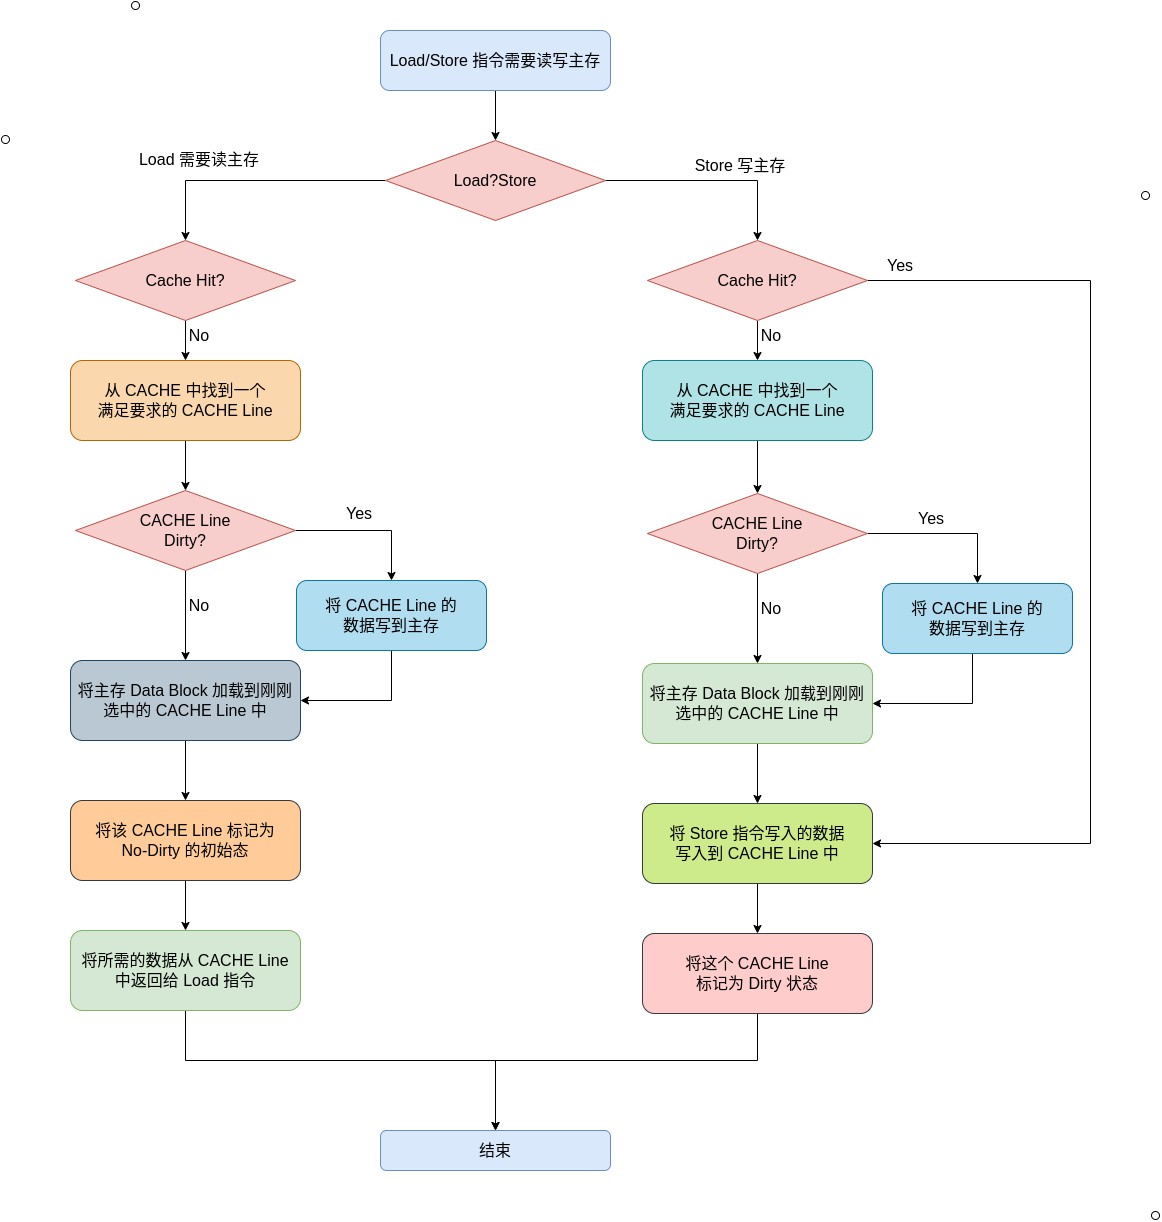 Load/Store 指令需要读写主存
Load 需要读主存
Load?Store
Store 写主存
Cache Hit?
No
从 CACHE 中找到一个
满足要求的 CACHE Line
CACHE Line
Dirty?
Yes
No
将 CACHE Line 的
数据写到主存
将主存 Data Block 加载到刚刚
选中的 CACHE Line 中
将该 CACHE Line 标记为
No-Dirty 的初始态
将所需的数据从 CACHE Line
中返回给 Load 指令
Cache Hit?
Yes
No
从 CACHE 中找到一个
满足要求的 CACHE Line
CACHE Line
Dirty?
Yes
No
将 CACHE Line 的
数据写到主存
将主存 Data Block 加载到刚刚
选中的 CACHE Line 中
将 Store 指令写入的数据
写入到 CACHE Line 中
将这个 CACHE Line
标记为 Dirty 状态
结束